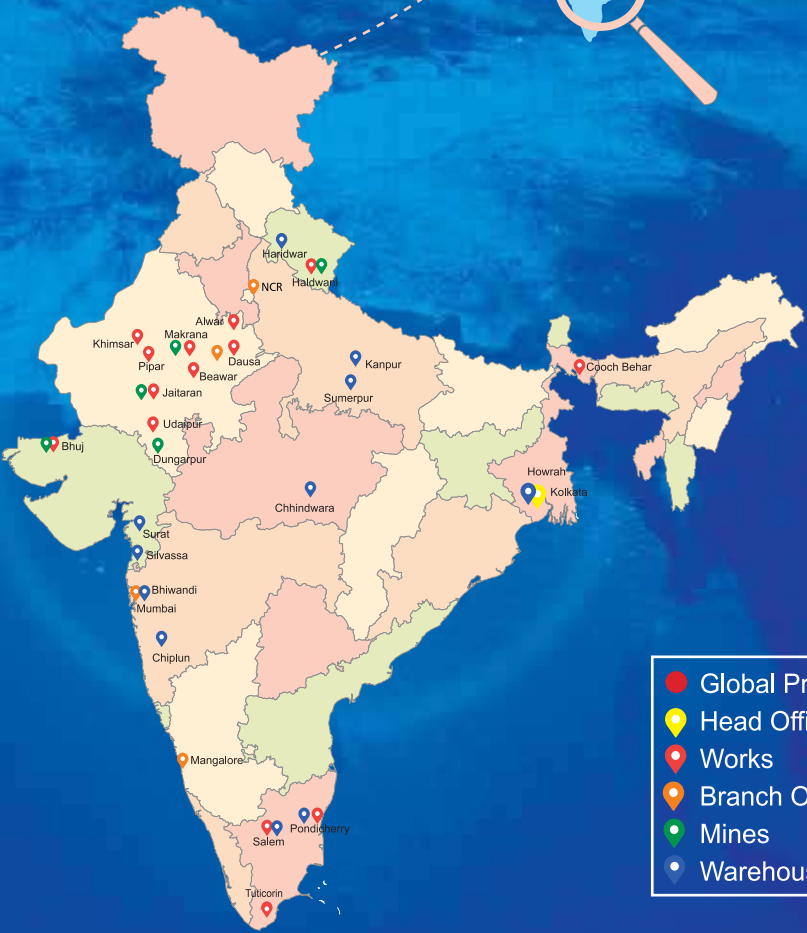 Haridwar
Haldwani
NCR
Alwar
Khimsar
Makrana
Pipar
Dausa
Beawar
Kanpur
Sumerpur
Cooch Behar
Jaitaran
Udaipur
Bhuj
Dungarpur
Howrah
Kolkata
Chhindwara
Surat
Silvassa
Bhiwandi
Mumbai
Chiplun
Mangalore
Pondicherry
Salem
Tuticorin
Global Pr
Head Offi
Works
Branch O
Mines
Warehous